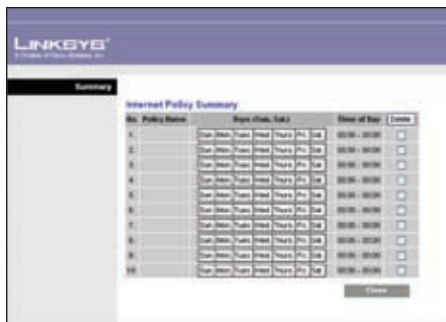 LINKSYS®
A Division of Cisco Systems, Inc.
Summary
Internet Policy Summary
No. Policy Name Days (Sun.-Sat.) Time of Day Delete
1. Sun. Mon. Tues. Wed. Thurs. Fri. Sat. 00:00 - 00:00
2. Sun. Mon. Tues. Wed. Thurs. Fri. Sat. 00:00 - 00:00
3. Sun. Mon. Tues. Wed. Thurs. Fri. Sat. 00:00 - 00:00
4. Sun. Mon. Tues. Wed. Thurs. Fri. Sat. 00:00 - 00:00
5. Sun. Mon. Tues. Wed. Thurs. Fri. Sat. 00:00 - 00:00
6. Sun. Mon. Tues. Wed. Thurs. Fri. Sat. 00:00 - 00:00
7. Sun. Mon. Tues. Wed. Thurs. Fri. Sat. 00:00 - 00:00
8. Sun. Mon. Tues. Wed. Thurs. Fri. Sat. 00:00 - 00:00
9. Sun. Mon. Tues. Wed. Thurs. Fri. Sat. 00:00 - 00:00
10. Sun. Mon. Tues. Wed. Thurs. Fri. Sat. 00:00 - 00:00
Close